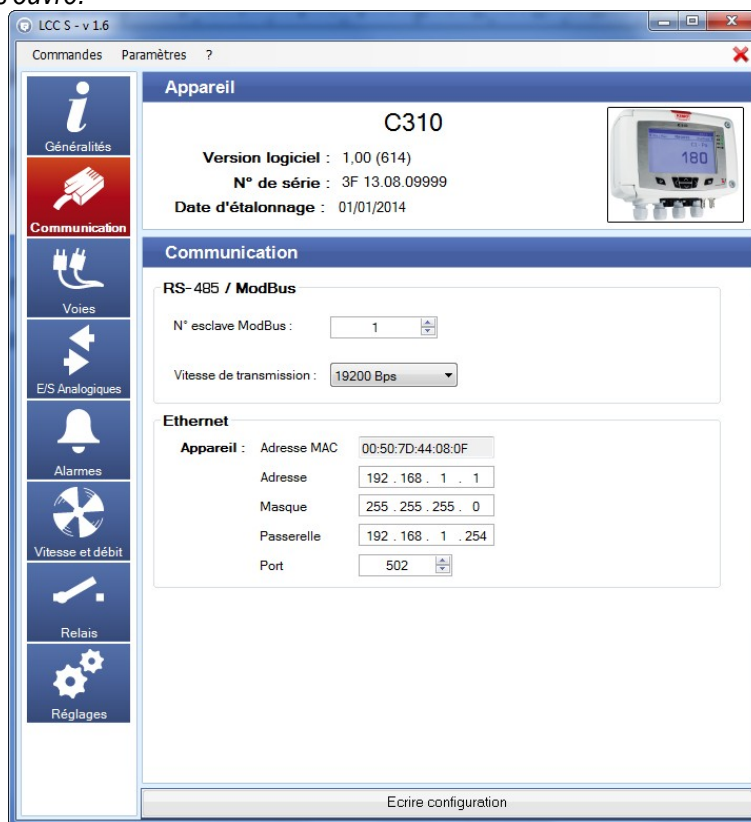 s'ouvre:
LCC S - v 1.6
Commandes Paramètres ?
Généralités
Communication
Voies
E/S Analogiques
Alarmes
Vitesse et débit
Relais
Réglages
Appareil
C310
Version logiciel : 1,00 (614)
N° de série : 3F 13.08.09999
Date d'étalonnage : 01/01/2014
180
Communication
RS-485 / ModBus
N° esclave ModBus : 1
Vitesse de transmission : 19200 Bps
Ethernet
Appareil : Adresse MAC 00:50:7D:44:08:0F
Adresse 192 . 168 . 1 . 1
Masque 255 . 255 . 255 . 0
Passerelle 192 . 168 . 1 . 254
Port 502
Ecrire configuration